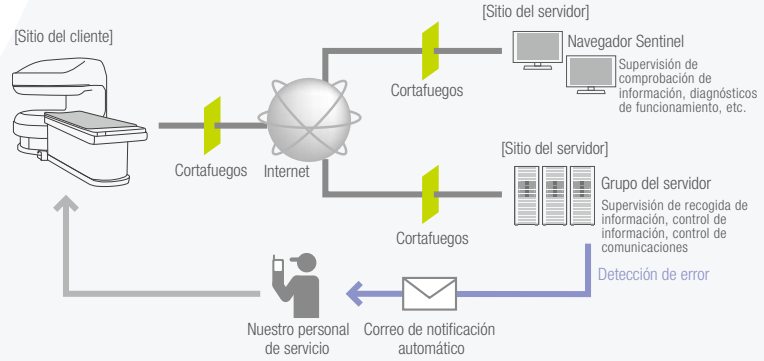 [Sitio del cliente]
Cortafuegos
Internet
Cortafuegos
[Sitio del servidor]
Navegador Sentinel
Supervisión de
comprobación de
información, diagnósticos
de funcionamiento, etc.
Cortafuegos
[Sitio del servidor]
Grupo del servidor
Supervisión de recogida de
información, control de
información, control de
comunicaciones
Detección de error
Correo de notificación
automático
Nuestro personal
de servicio